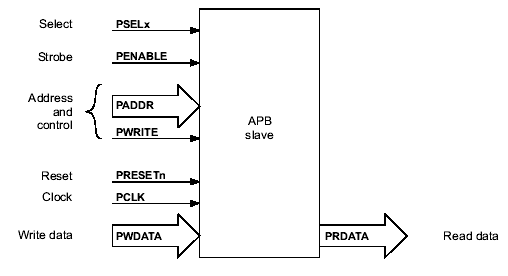 Select PSELx
Strobe PENABLE
Address and control
PADDR
PWRITE
APB slave
Reset PRESETn
Clock PCLK
Write data PWDATA
PRDATA Read data